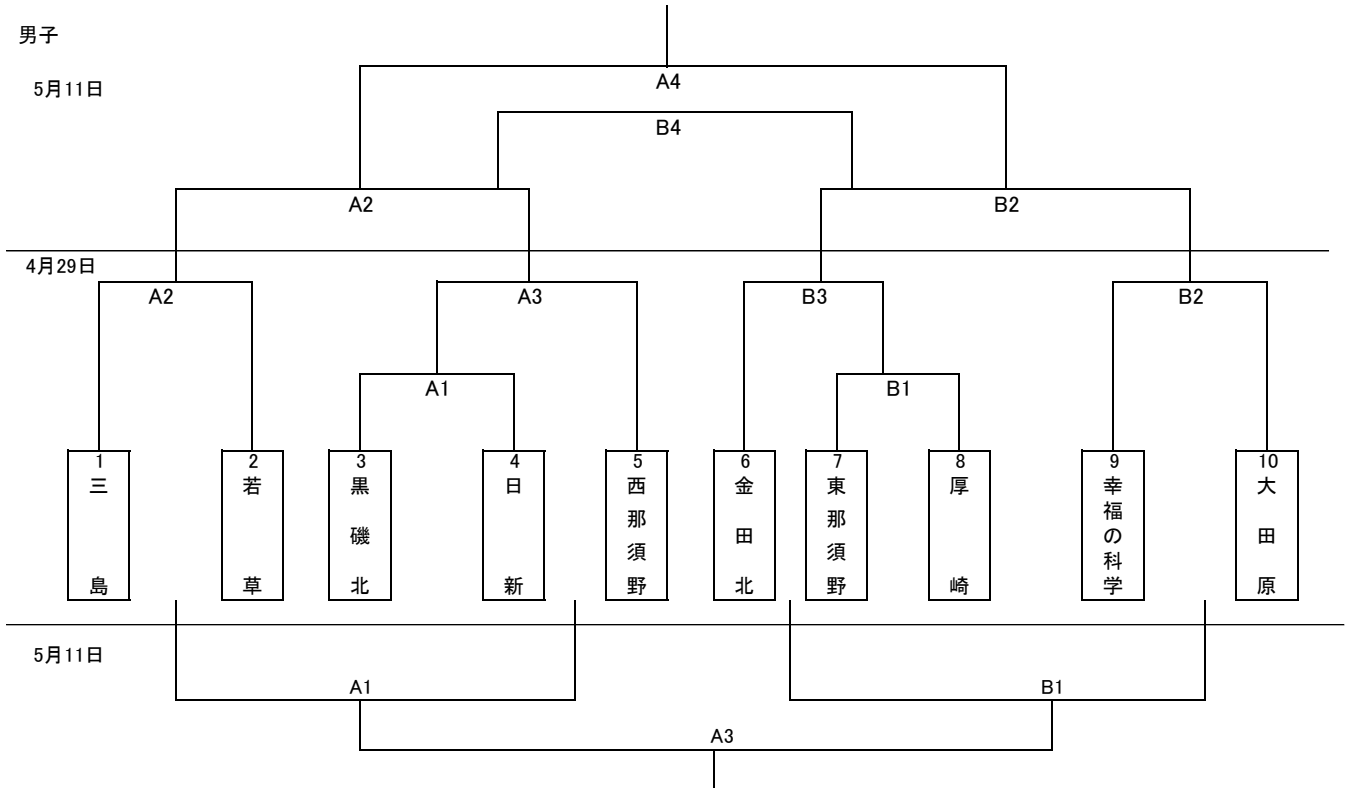 男子
5月11日
A4
B4
A2
B2
4月29日
A2
A3
B3
B2
A1
B1
1
三島
2
若草
3
黒磯北
4
日新
5
西那須野
6
金田北
7
東那須野
8
厚崎
9
幸福の科学
10
大田原
5月11日
A1
B1
A3